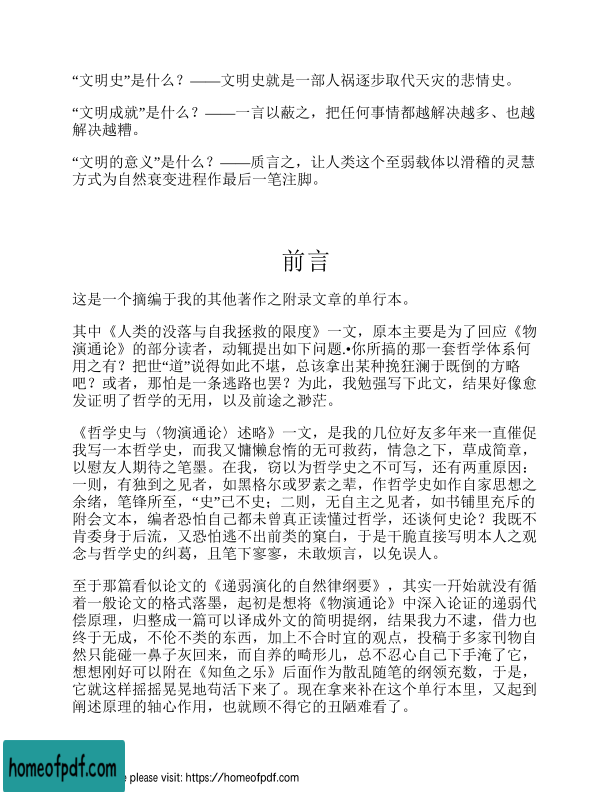 “文明史”是什么？——文明史就是一部人祸逐步取代天灾的悲情史。
“文明成就”是什么？——一言以蔽之，把任何事情都越解决越多、也越
解决越糟。
“文明的意义”是什么？——质言之，让人类这个至弱载体以滑稽的灵慧
方式为自然衰变进程作最后一笔注脚。
前言
这是一个摘编于我的其他著作之附录文章的单行本。
其中《人类的没落与自我拯救的限度》一文，原本主要是为了回应《物
演通论》的部分读者，动辄提出如下问题.•你所搞的那一套哲学体系何
用之有？把世“道”说得如此不堪，总该拿出某种挽狂澜于既倒的方略
吧？或者，那怕是一条逃路也罢？为此，我勉强写下此文，结果好像愈
发证明了哲学的无用，以及前途之渺茫。
《哲学史与〈物演通论〉述略》一文，是我的几位好友多年来一直催促
我写一本哲学史，而我又慵懒怠惰的无可救药，情急之下，草成简章，
以慰友人期待之笔墨。在我，窃以为哲学史之不可写，还有两重原因：
一则，有独到之见者，如黑格尔或罗素之辈，作哲学史如作自家思想之
余绪，笔锋所至，“史”已不史；二则，无自主之见者，如书铺里充斥的
附会文本，编者恐怕自己都未曾真正读懂过哲学，还谈何史论？我既不
肯委身于后流，又恐怕逃不出前类的窠白，于是干脆直接写明本人之观
念与哲学史的纠葛，且笔下寥寥，未敢烦言，以免误人。
至于那篇看似论文的《递弱演化的自然律纲要》，其实一开始就没有循
着一般论文的格式落墨，起初是想将《物演通论》中深入论证的递弱代
偿原理，归整成一篇可以译成外文的简明提纲，结果我力不逮，借力也
终于无成，不伦不类的东西，加上不合时宜的观点，投稿于多家刊物自
然只能碰一鼻子灰回来，而自养的畸形儿，总不忍心自己下手淹了它，
想想刚好可以附在《知鱼之乐》后面作为散乱随笔的纲领充数，于是，
它就这样摇摇晃晃地苟活下来了。现在拿来补在这个单行本里，又起到
阐述原理的轴心作用，也就顾不得它的丑陋难看了。
homeofpdf.com
e please visit: https://homeofpdf.com